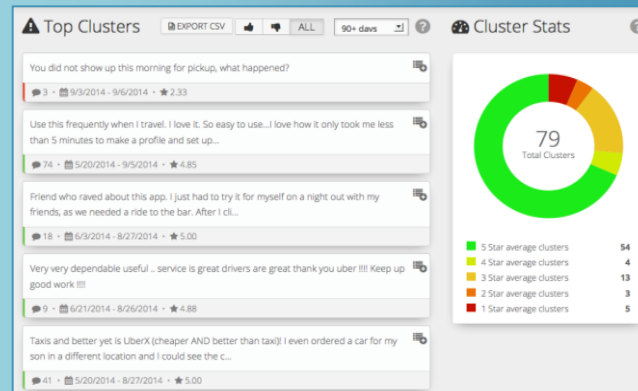 Top Clusters
EXPORT CSV
ALL
90+ days
?
You did not show up this morning for pickup, what happened?
3 • 9/3/2014 - 9/6/2014 • ★ 2.33
Use this frequently when I travel. I love it. So easy to use...I love how it only took me less
than 5 minutes to make a profile and set up...
74 • 5/20/2014 - 9/5/2014 • ★ 4.85
Friend who raved about this app. I just had to try it for myself on a night out with my
friends, as we needed a ride to the bar. After I cli...
18 • 6/3/2014 - 8/27/2014 • ★ 5.00
Very very dependable useful .. service is great drivers are great thank you uber !!!! Keep up
good work !!!!
9 • 6/21/2014 - 8/26/2014 • ★ 4.88
Taxis and better yet is UberX (cheaper AND better than taxi)! I even ordered a car for my
son in a different location and I could see the c...
41 • 5/20/2014 - 8/27/2014 • ★ 5.00
Cluster Stats
?
79
Total Clusters
5 Star average clusters 54
4 Star average clusters 4
3 Star average clusters 13
2 Star average clusters 3
1 Star average clusters 5